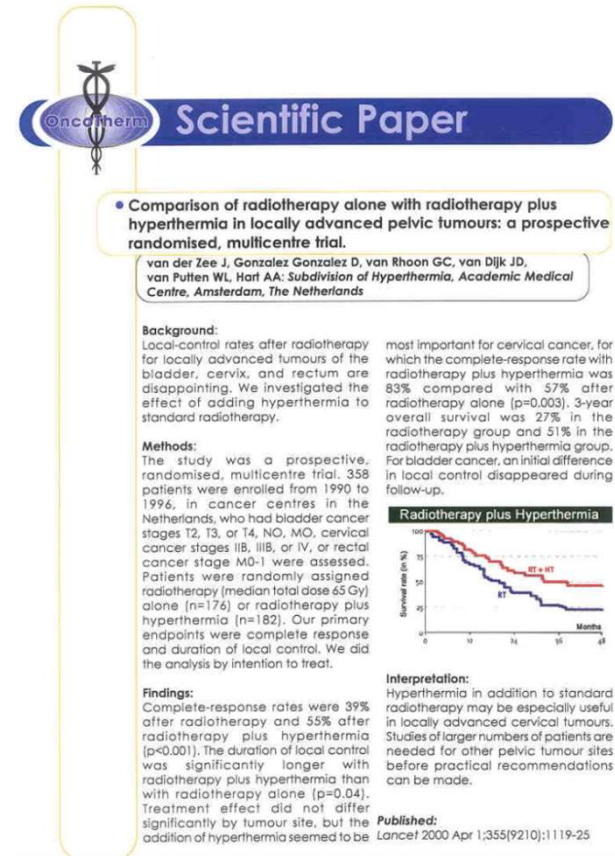 OncoTherm
Scientific Paper
• Comparison of radiotherapy alone with radiotherapy plus
hyperthermia in locally advanced pelvic tumours: a prospective
randomised, multicentre trial.
van der Zee J, Gonzalez Gonzalez D, van Rhoon GC, van Dijk JD,
van Putten WL, Hart AA: Subdivision of Hyperthermia, Academic Medical
Centre, Amsterdam, The Netherlands
Background:
Local-control rates after radiotherapy
for locally advanced tumours of the
bladder, cervix, and rectum are
disappointing. We investigated the
effect of adding hyperthermia to
standard radiotherapy.
Methods:
The study was a prospective,
randomised, multicentre trial. 358
patients were enrolled from 1990 to
1996, in cancer centres in the
Netherlands, who had bladder cancer
stages T2, T3, or T4, NO, MO, cervical
cancer stages IIB, IIIB, or IV, or rectal
cancer stage M0-1 were assessed.
Patients were randomly assigned
radiotherapy (median total dose 65 Gy)
alone (n=176) or radiotherapy plus
hyperthermia (n=182). Our primary
endpoints were complete response
and duration of local control. We did
the analysis by intention to treat.
Findings:
Complete-response rates were 39%
after radiotherapy and 55% after
radiotherapy plus hyperthermia
(p<0.001). The duration of local control
was significantly longer with
radiotherapy plus hyperthermia than
with radiotherapy alone (p=0.04).
Treatment effect did not differ
significantly by tumour site, but the
addition of hyperthermia seemed to be
most important for cervical cancer, for
which the complete-response rate with
radiotherapy plus hyperthermia was
83% compared with 57% after
radiotherapy alone (p=0.003). 3-year
overall survival was 27% in the
radiotherapy group and 51% in the
radiotherapy plus hyperthermia group.
For bladder cancer, an initial difference
in local control disappeared during
follow-up.
Radiotherapy plus Hyperthermia
Survival rate (in %)
100
75
50
25
0
RT + HT
RT
Months
0
12
24
36
48
Interpretation:
Hyperthermia in addition to standard
radiotherapy may be especially useful
in locally advanced cervical tumours.
Studies of larger numbers of patients are
needed for other pelvic tumour sites
before practical recommendations
can be made.
Published:
Lancet 2000 Apr 1;355(9210):1119-25